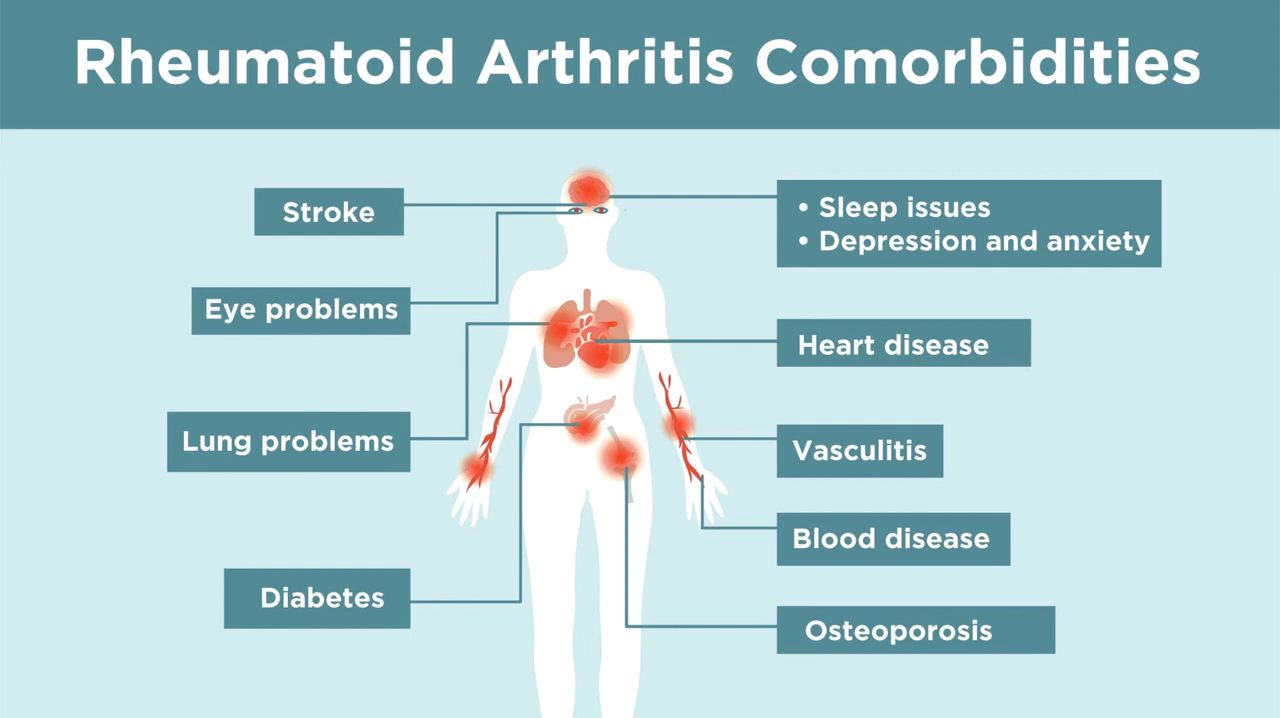 Rheumatoid Arthritis Comorbidities
Stroke
• Sleep issues
• Depression and anxiety
Eye problems
Heart disease
Lung problems
Vasculitis
Blood disease
Diabetes
Osteoporosis